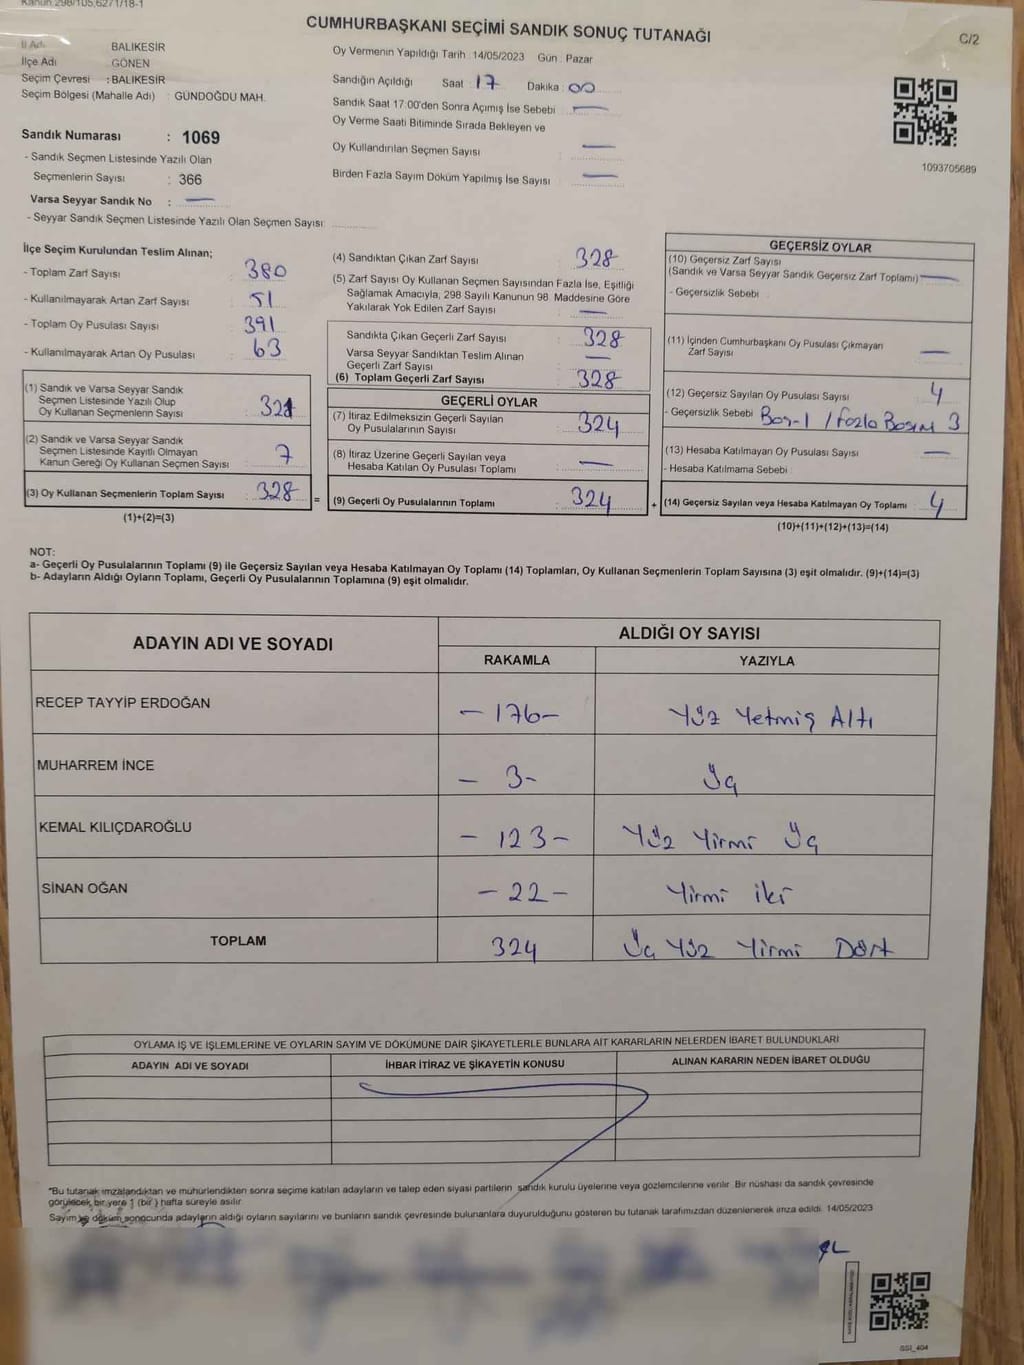 Kanun:298/105,6271/18-1
CUMHURBAŞKANI SEÇİMİ SANDIK SONUÇ TUTANAĞI
C/2
İl Adı BALIKESİR
İlçe Adı GÖNEN
Seçim Çevresi : BALIKESİR
Seçim Bölgesi (Mahalle Adı) : GÜNDOĞDU MAH.
Sandık Numarası : 1069
- Sandık Seçmen Listesinde Yazılı Olan
Seçmenlerin Sayısı : 366
Varsa Seyyar Sandık No : —
- Seyyar Sandık Seçmen Listesinde Yazılı Olan Seçmen Sayısı:
Oy Vermenin Yapıldığı Tarih : 14/05/2023 Gün : Pazar
Sandığın Açıldığı Saat : 17 Dakika : 00
Sandık Saat 17:00'den Sonra Açımış İse Sebebi : —
Oy Verme Saati Bitiminde Sırada Bekleyen ve
Oy Kullandırılan Seçmen Sayısı : —
Birden Fazla Sayım Döküm Yapılmış İse Sayısı : —
1093705689
İlçe Seçim Kurulundan Teslim Alınan;
- Toplam Zarf Sayısı : 380
- Kullanılmayarak Artan Zarf Sayısı : 51
- Toplam Oy Pusulası Sayısı : 391
- Kullanılmayarak Artan Oy Pusulası : 63
(1) Sandık ve Varsa Seyyar Sandık
Seçmen Listesinde Yazılı Olup
Oy Kullanan Seçmenlerin Sayısı : 321
(2) Sandık ve Varsa Seyyar Sandık
Seçmen Listesinde Kayıtlı Olmayan
Kanun Gereği Oy Kullanan Seçmen Sayısı : 7
(3) Oy Kullanan Seçmenlerin Toplam Sayısı : 328 =
(1)+(2)=(3)
(4) Sandıktan Çıkan Zarf Sayısı : 328
(5) Zarf Sayısı Oy Kullanan Seçmen Sayısından Fazla İse, Eşitliği
Sağlamak Amacıyla, 298 Sayılı Kanunun 98. Maddesine Göre
Yakılarak Yok Edilen Zarf Sayısı : —
Sandıkta Çıkan Geçerli Zarf Sayısı : 328
Varsa Seyyar Sandıktan Teslim Alınan
Geçerli Zarf Sayısı : —
(6) Toplam Geçerli Zarf Sayısı : 328
GEÇERLİ OYLAR
(7) İtiraz Edilmeksizin Geçerli Sayılan
Oy Pusulalarının Sayısı : 324
(8) İtiraz Üzerine Geçerli Sayılan veya
Hesaba Katılan Oy Pusulası Toplamı : —
(9) Geçerli Oy Pusulalarının Toplamı : 324 +
GEÇERSİZ OYLAR
(10) Geçersiz Zarf Sayısı
(Sandık ve Varsa Seyyar Sandık Geçersiz Zarf Toplamı) : —
- Geçersizlik Sebebi :
(11) İçinden Cumhurbaşkanı Oy Pusulası Çıkmayan
Zarf Sayısı : —
(12) Geçersiz Sayılan Oy Pusulası Sayısı : 4
- Geçersizlik Sebebi : Boş-1 / Fazla Basım 3
(13) Hesaba Katılmayan Oy Pusulası Sayısı : —
- Hesaba Katılmama Sebebi :
(14) Geçersiz Sayılan veya Hesaba Katılmayan Oy Toplamı : 4
(10)+(11)+(12)+(13)=(14)
NOT:
a- Geçerli Oy Pusulalarının Toplamı (9) ile Geçersiz Sayılan veya Hesaba Katılmayan Oy Toplamı (14) Toplamları, Oy Kullanan Seçmenlerin Toplam Sayısına (3) eşit olmalıdır. (9)+(14)=(3)
b- Adayların Aldığı Oyların Toplamı, Geçerli Oy Pusulalarının Toplamına (9) eşit olmalıdır.
ADAYIN ADI VE SOYADI ALDIĞI OY SAYISI
RAKAMLA YAZIYLA
RECEP TAYYİP ERDOĞAN - 176 - Yüz Yetmiş Altı
MUHARREM İNCE - 3 - Üç
KEMAL KILIÇDAROĞLU - 123 - Yüz Yirmi Üç
SİNAN OĞAN - 22 - Yirmi iki
TOPLAM 324 Üç Yüz Yirmi Dört
OYLAMA İŞ VE İŞLEMLERİNE VE OYLARIN SAYIM VE DÖKÜMÜNE DAİR ŞİKAYETLERLE BUNLARA AİT KARARLARIN NELERDEN İBARET BULUNDUKLARI
ADAYIN ADI VE SOYADI İHBAR İTİRAZ VE ŞİKAYETİN KONUSU ALINAN KARARIN NEDEN İBARET OLDUĞU
*Bu tutanak imzalandıktan ve mühürlendikten sonra seçime katılan adayların ve talep eden siyasi partilerin sandık kurulu üyelerine veya gözlemcilerine verilir. Bir nüshası da sandık çevresinde
görülecek bir yere 1 (bir) hafta süreyle asılır.
Sayım ve döküm sonucunda adayların aldığı oyların sayılarını ve bunların sandık çevresinde bulunanlara duyurulduğunu gösteren bu tutanak tarafımızdan düzenlenerek imza edildi. 14/05/2023
GSI_404